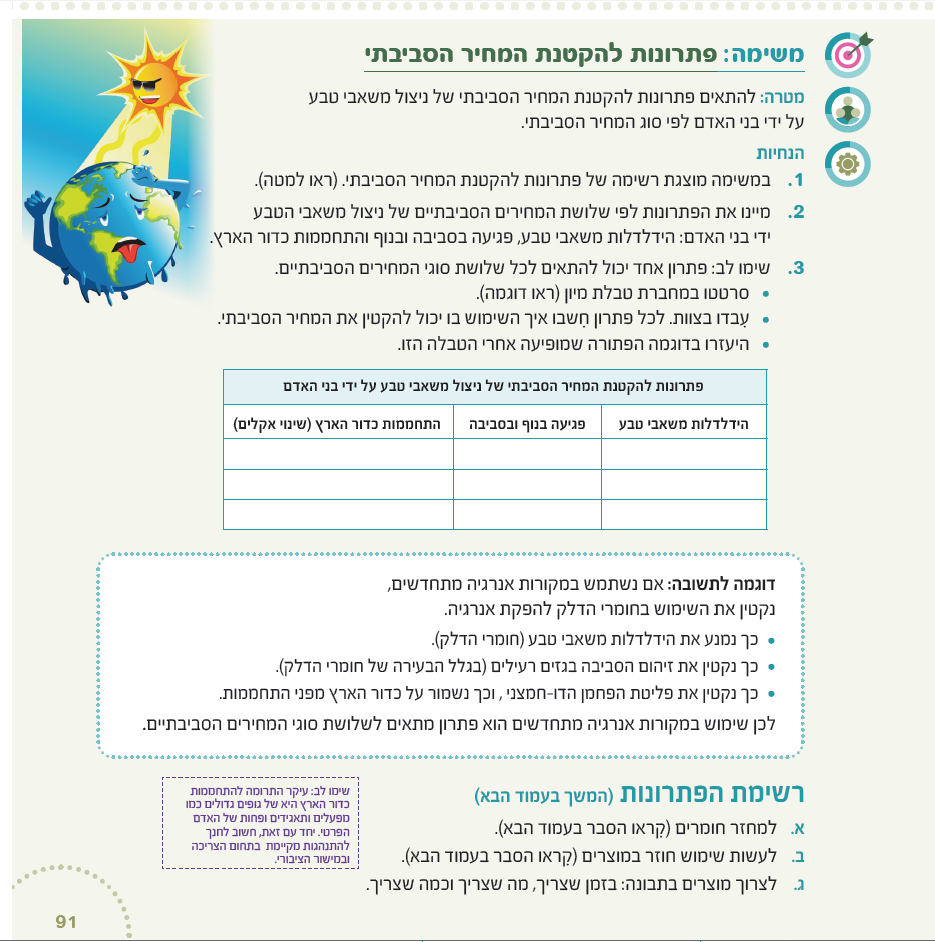 משימה: פתרונות להקטנת המחיר הסביבתי
מטרה: להתאים פתרונות להקטנת המחיר הסביבתי של ניצול משאבי טבע
על ידי בני האדם לפי סוג המחיר הסביבתי.
הנחיות
1. במשימה מוצגת רשימה של פתרונות להקטנת המחיר הסביבתי. (ראו למטה).
2. מיינו את הפתרונות לפי שלושת המחירים הסביבתיים של ניצול משאבי הטבע
ידי בני האדם: הידלדלות משאבי טבע, פגיעה בסביבה ובנוף והתחממות כדור הארץ.
3. שימו לב: פתרון אחד יכול להתאים לכל שלושת סוגי המחירים הסביבתיים.
• סרטטו במחברת טבלת מיון (ראו דוגמה).
• עִבדו בצוות. לכל פתרון חִשבו איך השימוש בו יכול להקטין את המחיר הסביבתי.
• היעזרו בדוגמה הפתורה שמופיעה אחרי הטבלה הזו.
פתרונות להקטנת המחיר הסביבתי של ניצול משאבי טבע על ידי בני האדם
הידלדלות משאבי טבע פגיעה בנוף ובסביבה התחממות כדור הארץ (שינוי אקלים)
דוגמה לתשובה: אם נשתמש במקורות אנרגיה מתחדשים,
נקטין את השימוש בחומרי הדלק להפקת אנרגיה.
• כך נמנע את הידלדלות משאבי טבע (חומרי הדלק).
• כך נקטין את זיהום הסביבה בגזים רעילים (בגלל הבעירה של חומרי הדלק).
• כך נקטין את פליטת הפחמן הדו-חמצני , וכך נשמור על כדור הארץ מפני התחממות.
לכן שימוש במקורות אנרגיה מתחדשים הוא פתרון מתאים לשלושת סוגי המחירים הסביבתיים.
רשימת הפתרונות (המשך בעמוד הבא)
א. למחזר חומרים (קִראו הסבר בעמוד הבא).
ב. לעשות שימוש חוזר במוצרים (קִראו הסבר בעמוד הבא).
ג. לצרוך מוצרים בתבונה: בזמן שצריך, מה שצריך וכמה שצריך.
שימו לב: עיקר התרומה להתחממות
כדור הארץ היא של גופים גדולים כמו
מפעלים ותאגידים ופחות של האדם
הפרטי. יחד עם זאת, חשוב לחנך
להתנהגות מקיימת בתחום הצריכה
ובמישור הציבורי.
91